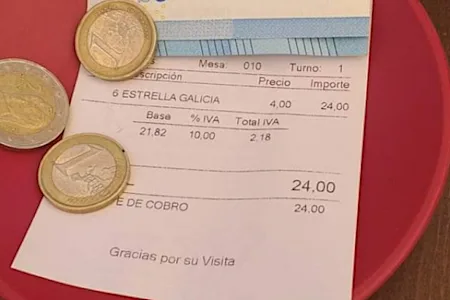 Mesa: 010 Turno: 1
scripción Precio Importe
6 ESTRELLA GALICIA 4,00 24,00
Base % IVA Total IVA
21,82 10,00 2,18
L 24,00
E DE COBRO 24,00
Gracias por su Visita